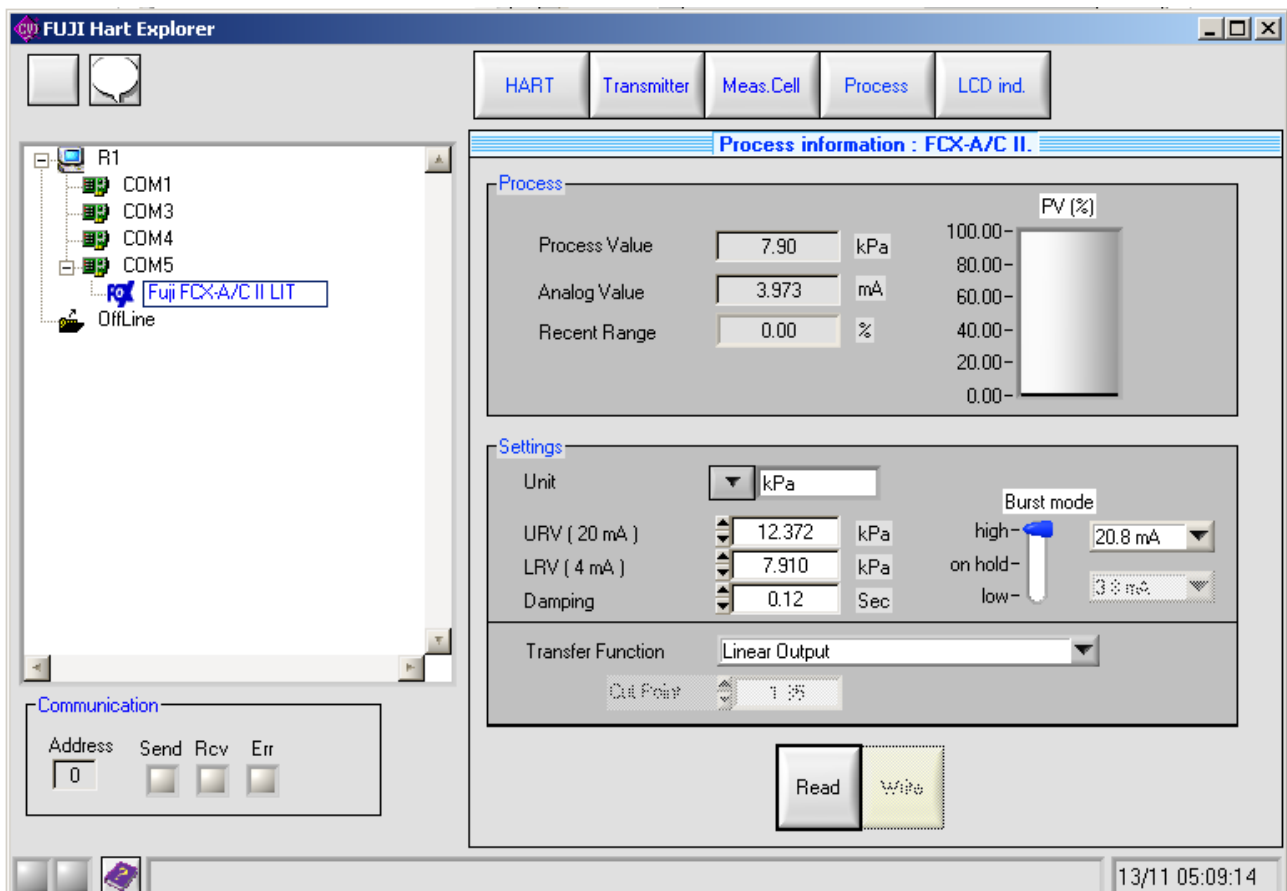 CVI FUJI Hart Explorer
HART Transmitter Meas.Cell Process LCD ind.
Process information : FCX-A/C II.
R1
COM1
COM3
COM4
COM5
Fuji FCX-A/C II LIT
OffLine
Process
PV (%)
Process Value 7.90 kPa
Analog Value 3.973 mA
Recent Range 0.00 %
100.00
80.00
60.00
40.00
20.00
0.00
Settings
Unit kPa
URV ( 20 mA ) 12.372 kPa
LRV ( 4 mA ) 7.910 kPa
Damping 0.12 Sec
Burst mode
high 20.8 mA
on hold
low mA
Transfer Function Linear Output
Cut Point
Communication
Address Send Rcv Err
0
Read Write
13/11 05:09:14